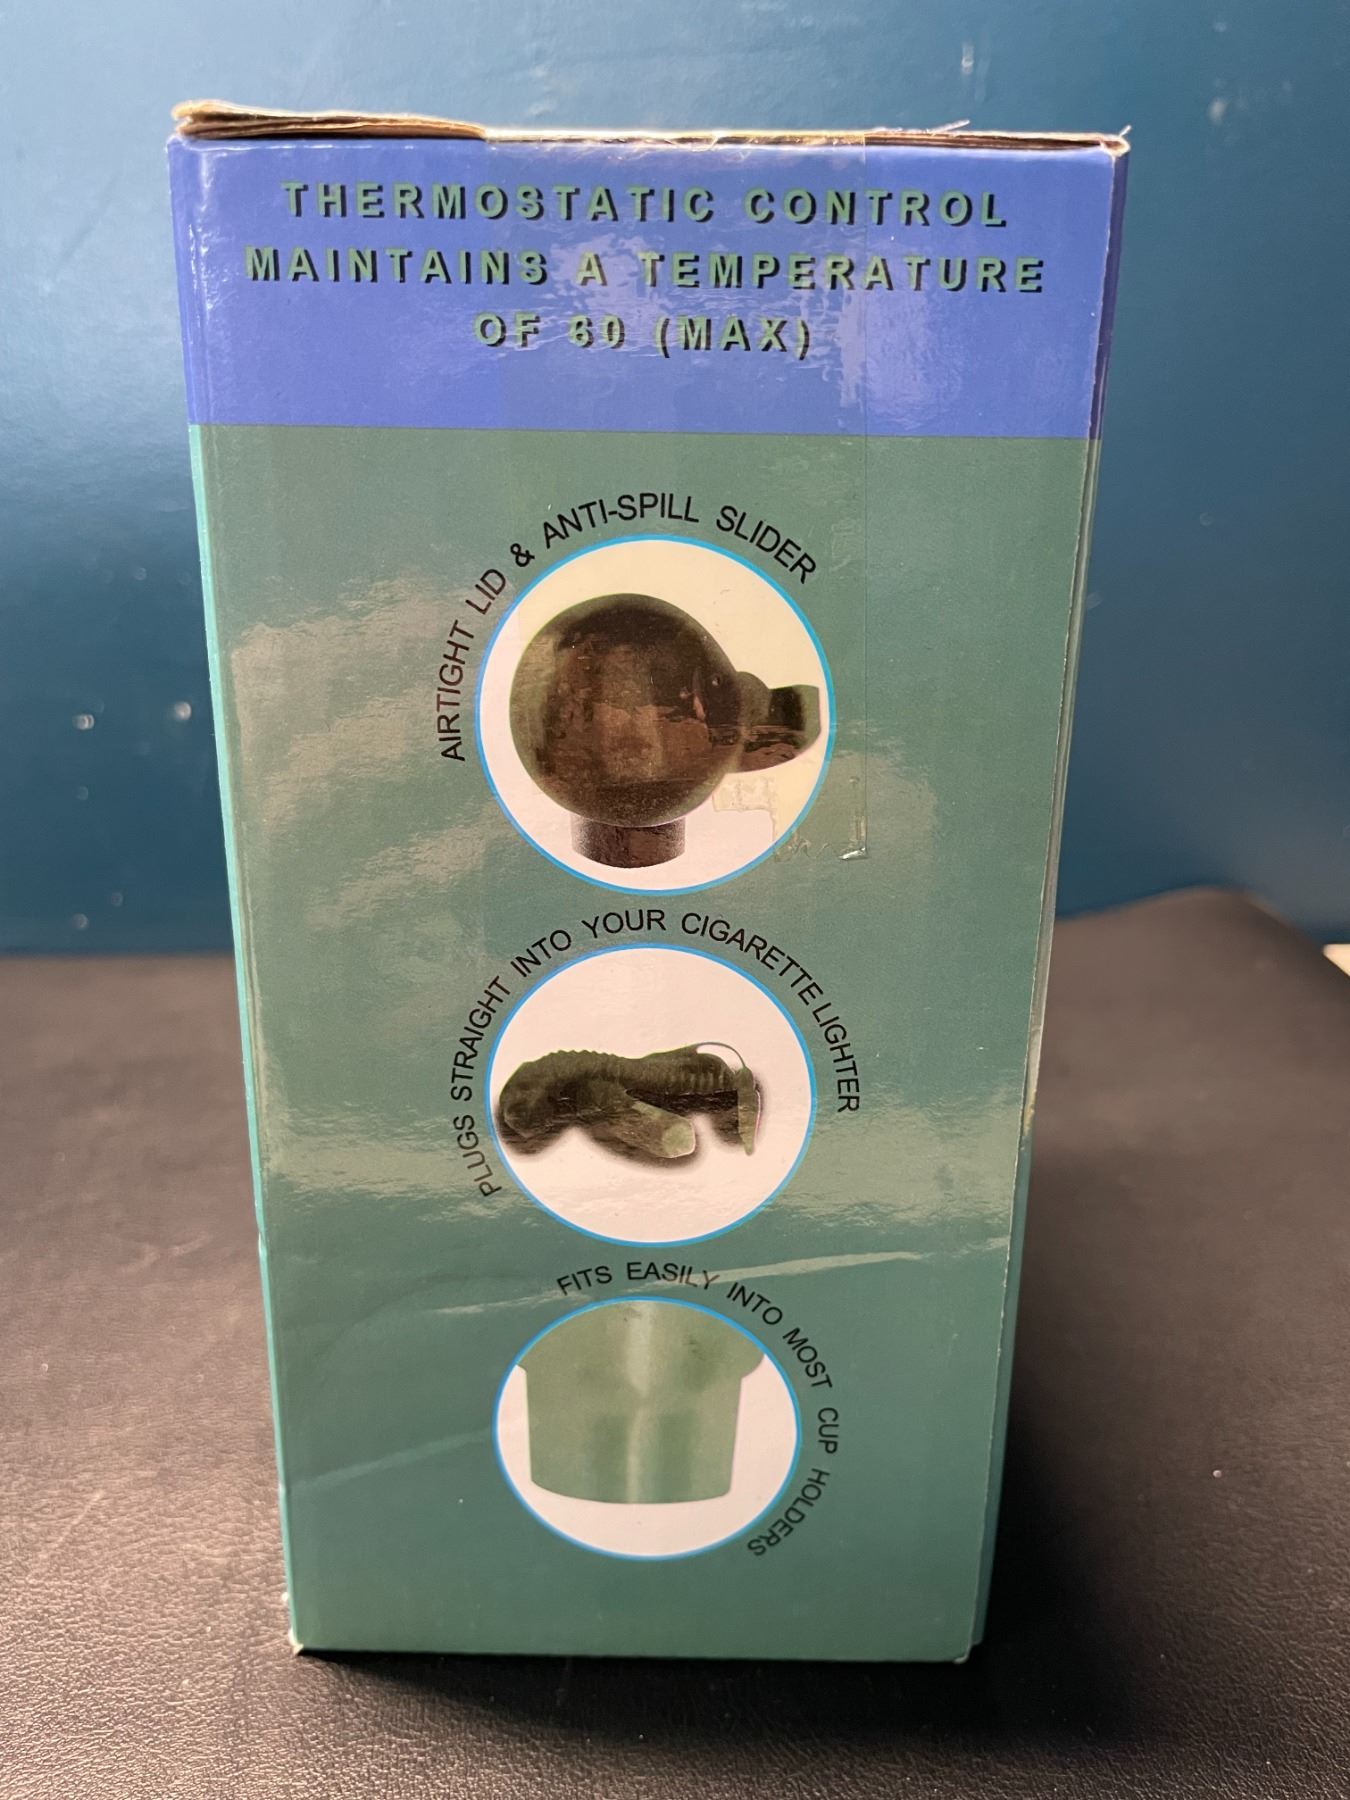 THERMOSTATIC CONTROL
MAINTAINS A TEMPERATURE
OF 60 (MAX)
AIRTIGHT LID & ANTI-SPILL SLIDER
PLUGS STRAIGHT INTO YOUR CIGARETTE LIGHTER
FITS EASILY INTO MOST CUP HOLDERS